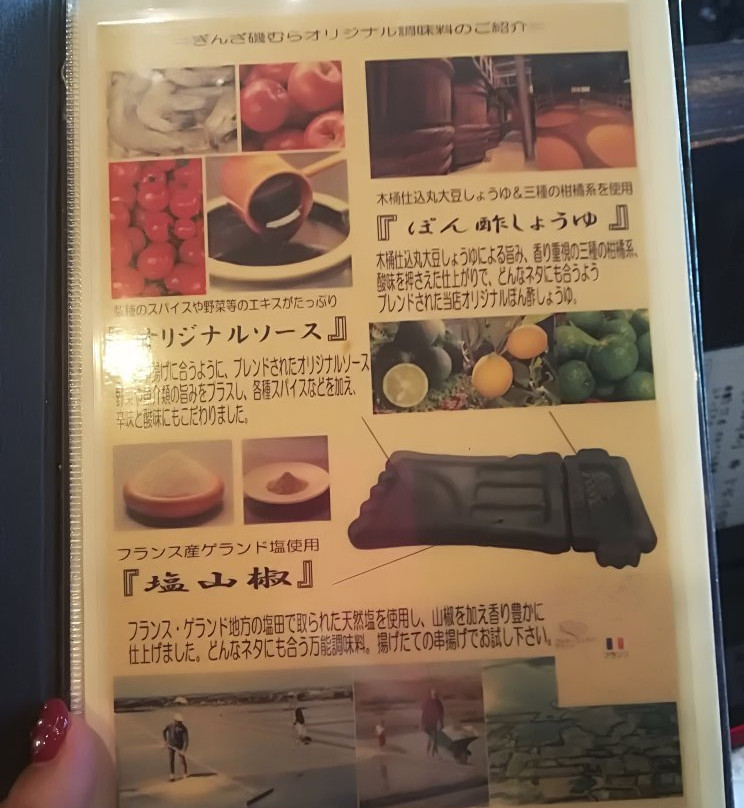 ぎんざ磯むらオリジナル調味料のご紹介
木桶仕込丸大豆しょうゆ＆三種の柑橘系を使用
『ぽん酢しょうゆ』
木桶仕込丸大豆しょうゆによる旨み、香り重視の三種の柑橘系、
酸味を押さえた仕上がりで、どんなネタにも合うよう
ブレンドされた当店オリジナルぽん酢しょうゆ。
種のスパイスや野菜等のエキスがたっぷり
オリジナルソース』
揚げに合うように、ブレンドされたオリジナルソース
介類の旨みをプラスし、各種スパイスなどを加え、
辛味と酸味にもこだわりました。
フランス産ゲランド塩使用
『塩山椒』
フランス・ゲランド地方の塩田で取られた天然塩を使用し、山椒を加え香り豊かに
仕上げました。どんなネタにも合う万能調味料。揚げたての串揚げでお試し下さい。
フランス